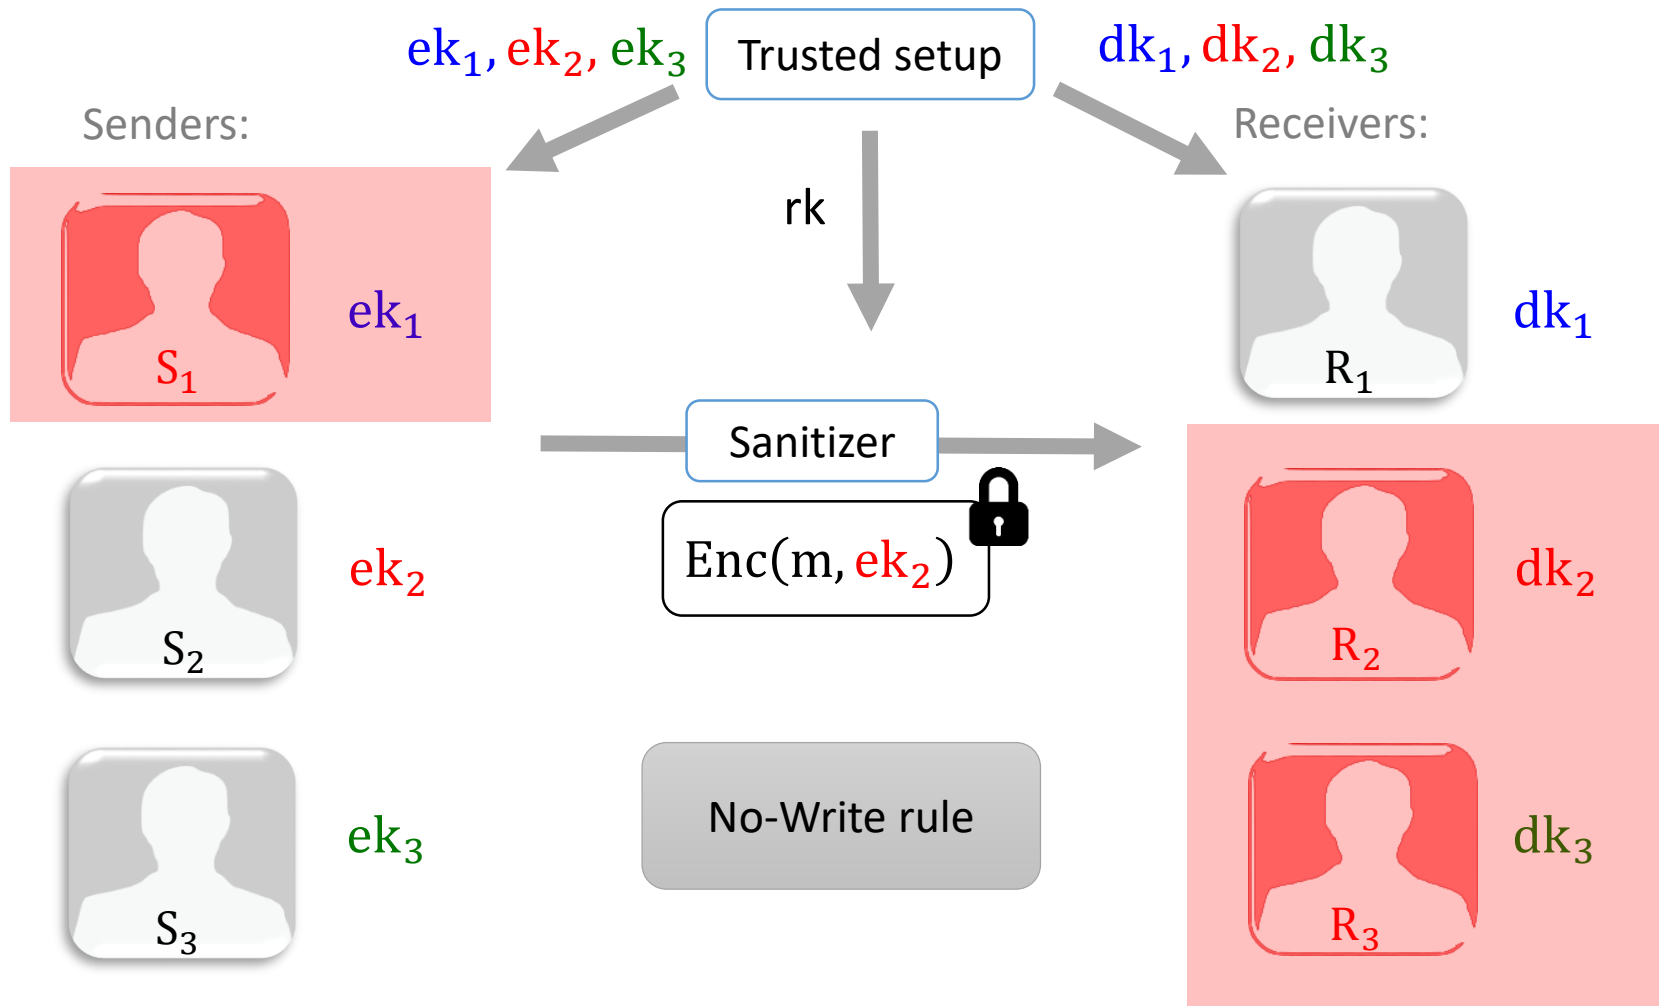 ek₁, ek₂, ek₃
Trusted setup
dk₁, dk₂, dk₃
Senders:
Receivers:
rk
S₁
ek₁
R₁
dk₁
Sanitizer
Enc(m, ek₂)
S₂
ek₂
R₂
dk₂
No-Write rule
S₃
ek₃
R₃
dk₃